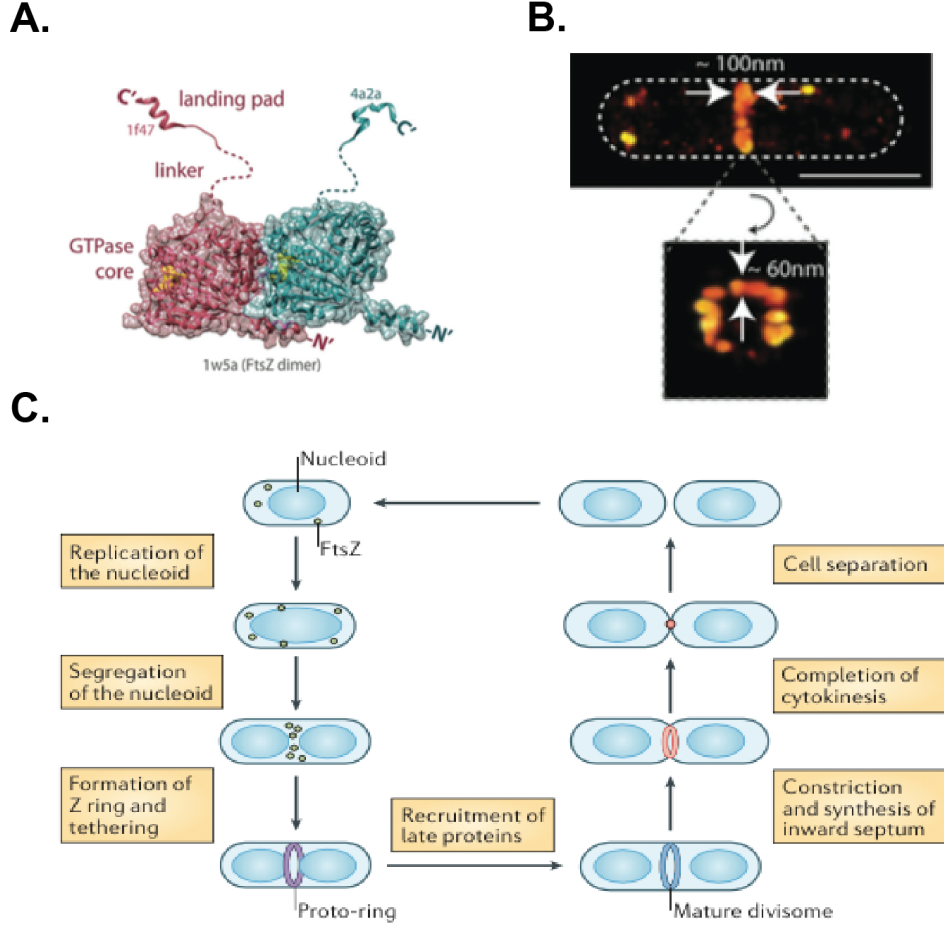 A.
C'
landing pad
1f47
4a2a
C'
linker
GTPase
core
N'
N'
1w5a (FtsZ dimer)
B.
~ 100nm
~ 60nm
C.
Nucleoid
FtsZ
Replication of
the nucleoid
Segregation
of the nucleoid
Formation of
Z ring and
tethering
Proto-ring
Recruitment of
late proteins
Mature divisome
Constriction
and synthesis of
inward septum
Completion of
cytokinesis
Cell separation